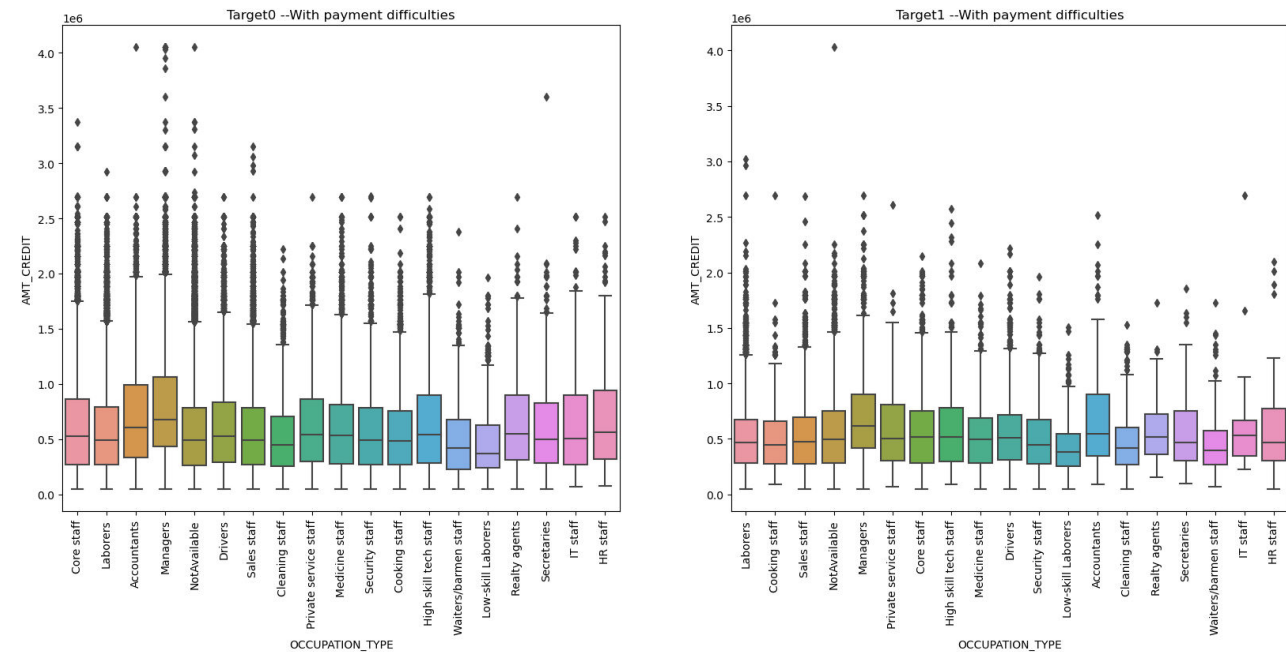 Target0 --With payment difficulties
1e6
4.0
3.5
3.0
2.5
2.0
1.5
1.0
0.5
0.0
AMT_CREDIT
Core staff
Laborers
Accountants
Managers
NotAvailable
Drivers
Sales staff
Cleaning staff
Private service staff
Medicine staff
Security staff
Cooking staff
High skill tech staff
Waiters/barmen staff
Low-skill Laborers
Realty agents
Secretaries
IT staff
HR staff
OCCUPATION_TYPE
Target1 --With payment difficulties
1e6
4.0
3.5
3.0
2.5
2.0
1.5
1.0
0.5
0.0
AMT_CREDIT
Laborers
Cooking staff
Sales staff
NotAvailable
Managers
Private service staff
Core staff
High skill tech staff
Medicine staff
Drivers
Security staff
Low-skill Laborers
Accountants
Cleaning staff
Realty agents
Secretaries
Waiters/barmen staff
IT staff
HR staff
OCCUPATION_TYPE